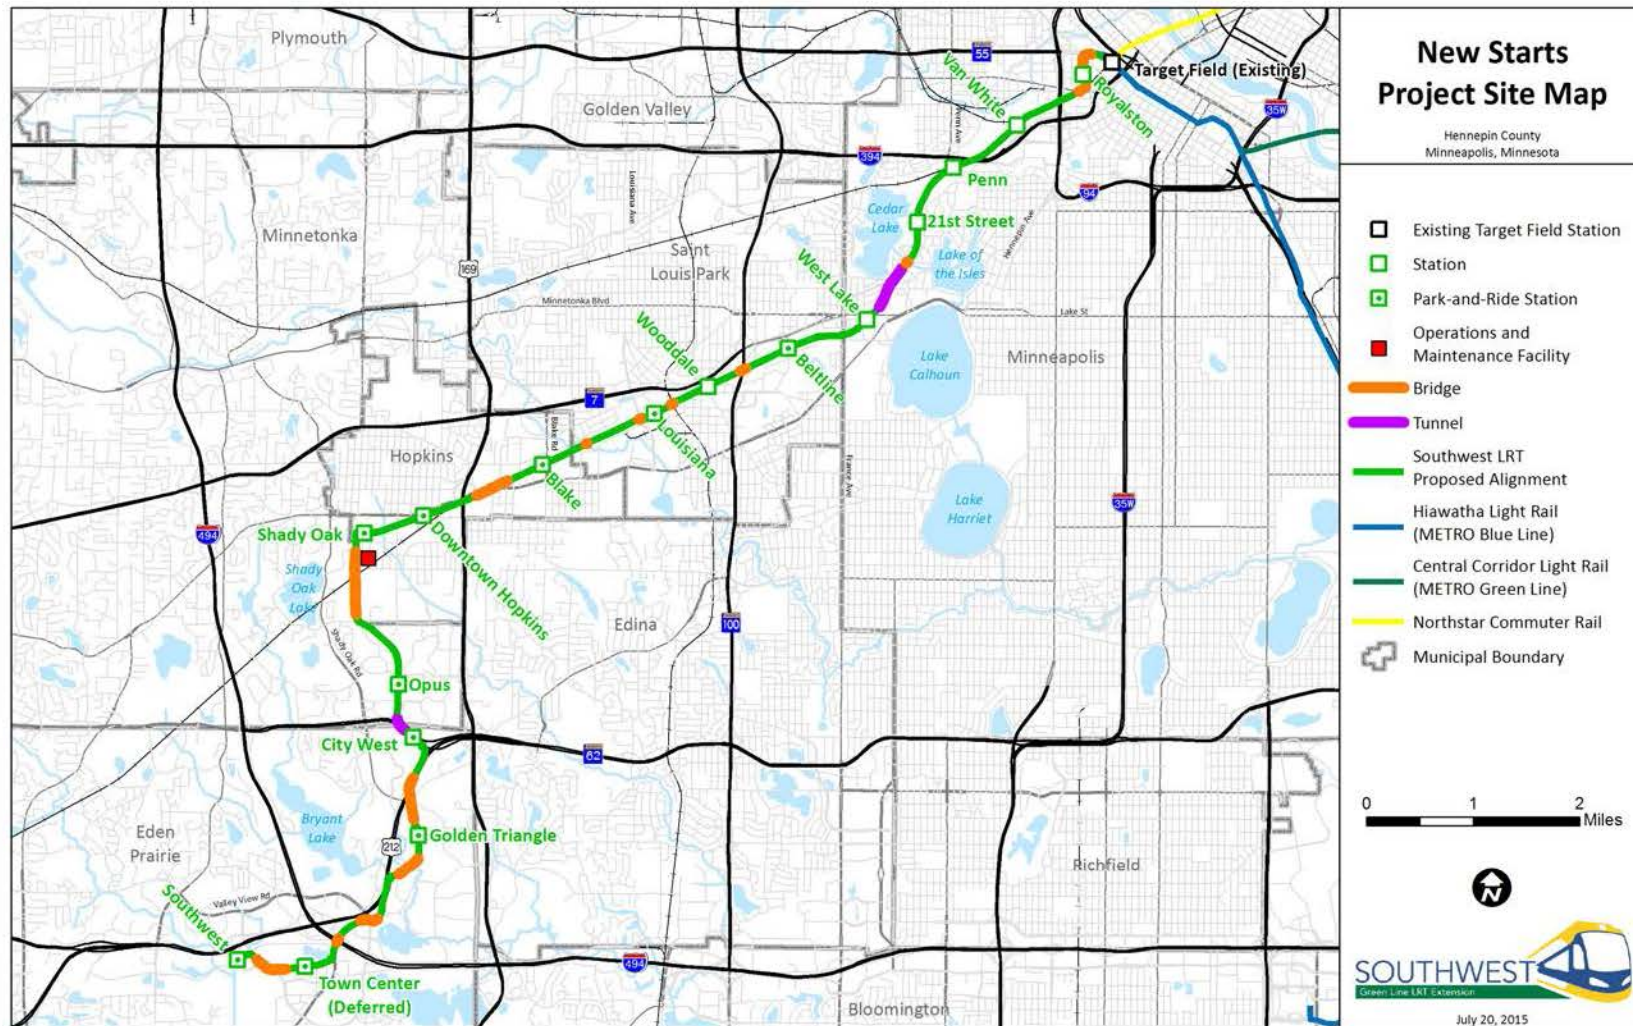 Plymouth
55
Van White
Target Field (Existing)
Golden Valley
Royalston
35W
394
Penn Ave
Penn
94
Louisiana Ave
Cedar
Lake
21st Street
Hennepin Ave
Minnetonka
Saint
Louis Park
Lake of
the Isles
169
West Lake
Minnetonka Blvd
Lake St
Wooddale
Beltline
Minneapolis
Lake
Calhoun
7
Louisiana
Blake Rd
Hopkins
Blake
France Ave
Lake
Harriet
35W
494
Shady Oak
Downtown Hopkins
Shady
Oak
Lake
Edina
100
Shady Oak Rd
Opus
City West
62
Bryant
Lake
Eden
Prairie
212
Golden Triangle
Richfield
Southwest
Valley View Rd
494
Town Center
(Deferred)
Bloomington
New Starts
Project Site Map
Hennepin County
Minneapolis, Minnesota
Existing Target Field Station
Station
Park-and-Ride Station
Operations and
Maintenance Facility
Bridge
Tunnel
Southwest LRT
Proposed Alignment
Hiawatha Light Rail
(METRO Blue Line)
Central Corridor Light Rail
(METRO Green Line)
Northstar Commuter Rail
Municipal Boundary
0 1 2
Miles
N
SOUTHWEST
Green Line LRT Extension
July 20, 2015